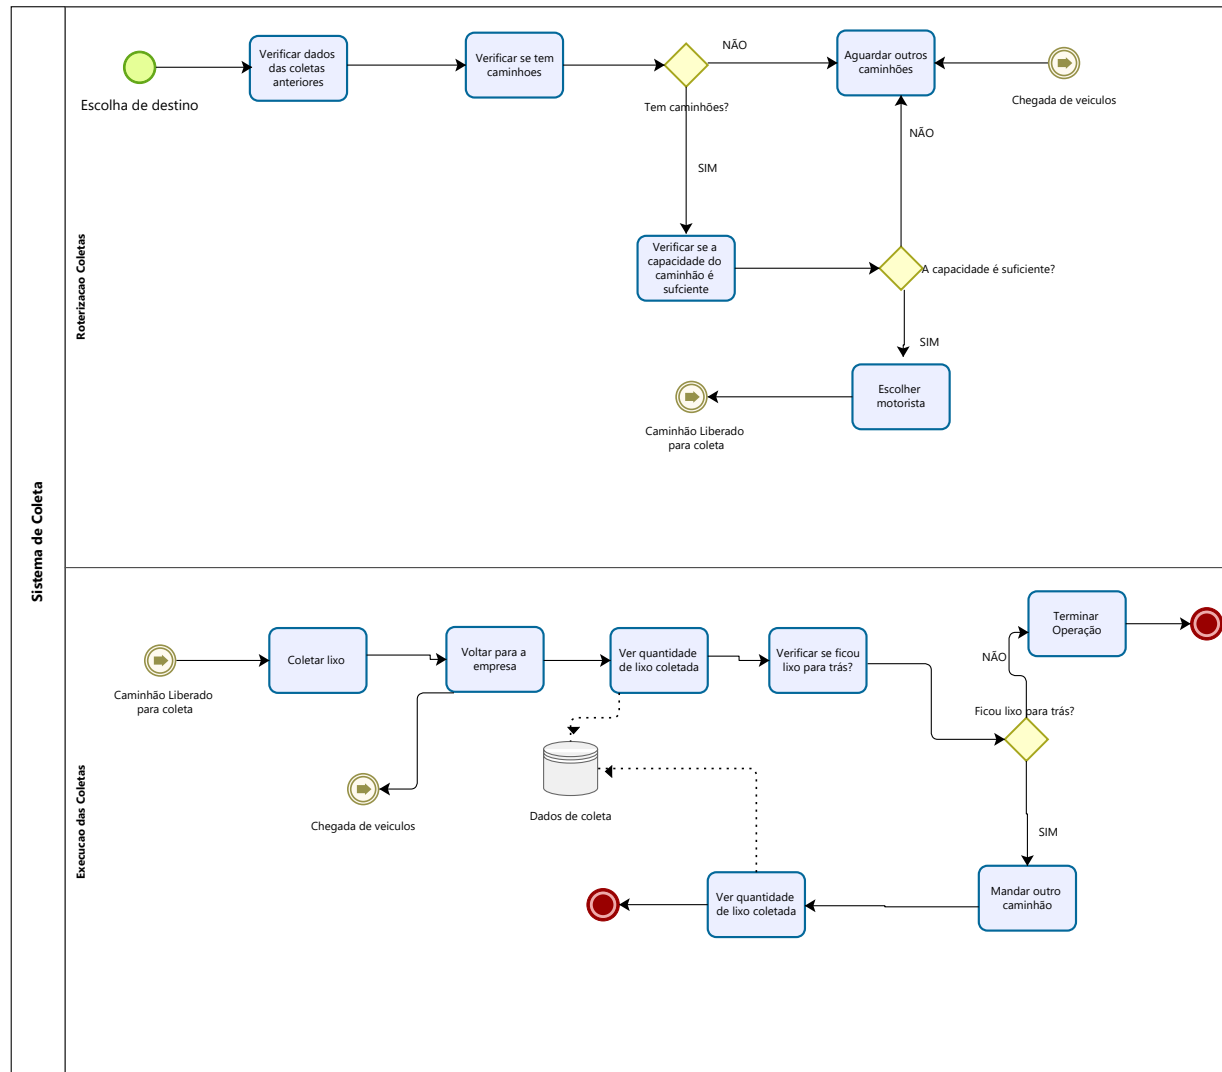 Sistema de Coleta
Roterizacao Coletas
Escolha de destino
Verificar dados
das coletas
anteriores
Verificar se tem
caminhoes
Tem caminhões?
NÃO
SIM
Aguardar outros
caminhões
Chegada de veiculos
NÃO
Verificar se a
capacidade do
caminhão é
sufciente
A capacidade é suficiente?
SIM
Escolher
motorista
Caminhão Liberado
para coleta
Execucao das Coletas
Caminhão Liberado
para coleta
Coletar lixo
Voltar para a
empresa
Ver quantidade
de lixo coletada
Verificar se ficou
lixo para trás?
Terminar
Operação
NÃO
Ficou lixo para trás?
Chegada de veiculos
Dados de coleta
SIM
Mandar outro
caminhão
Ver quantidade
de lixo coletada